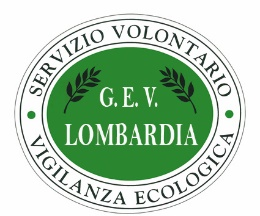 SERVIZIO VOLONTARIO
G. E. V.
LOMBARDIA
VIGILANZA ECOLOGICA